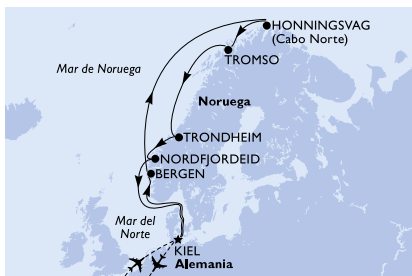 HONNINGSVAG
(Cabo Norte)
TROMSO
Mar de Noruega
Noruega
TRONDHEIM
NORDFJORDEID
BERGEN
Mar del
Norte
KIEL
Alemania